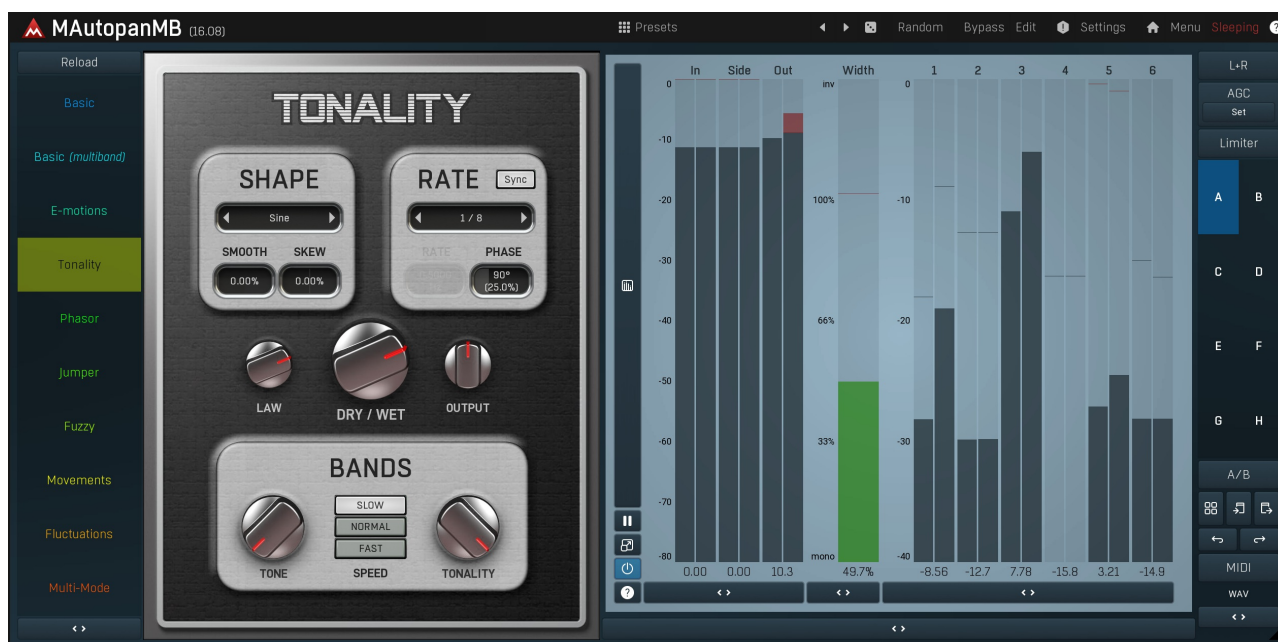 MAutopanMB (16.08)
Presets
Random
Bypass
Edit
Settings
Menu
Sleeping
?
Reload
Basic
Basic (multiband)
E-motions
Tonality
Phasor
Jumper
Fuzzy
Movements
Fluctuations
Multi-Mode
TONALITY
SHAPE
Sine
SMOOTH SKEW
0.00% 0.00%
RATE Sync
1 / 8
RATE PHASE
90°
(25.0%)
LAW
DRY / WET
OUTPUT
BANDS
SLOW
NORMAL
FAST
TONE SPEED TONALITY
In Side Out
0
-10
-20
-30
-40
-50
-60
-70
-80
0.00 0.00 10.3
Width
inv
100%
66%
33%
mono
49.7%
1 2 3 4 5 6
0
-10
-20
-30
-40
-8.56 -12.7 7.78 -15.8 3.21 -14.9
?
L+R
AGC
Set
Limiter
A B
C D
E F
G H
A/B
MIDI
WAV